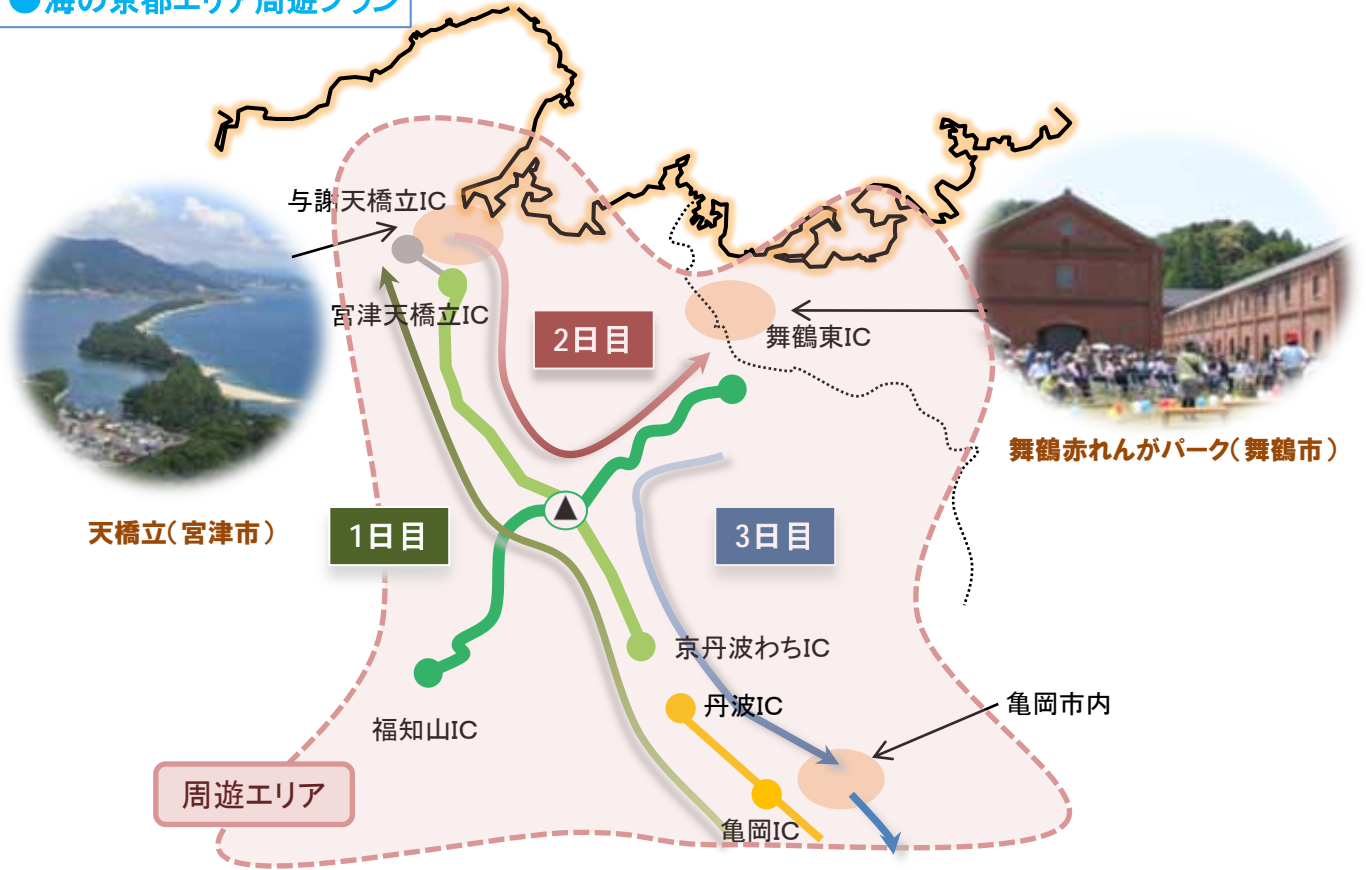 ●海の京都エリア周遊プラン
与謝天橋立IC
宮津天橋立IC
2日目
舞鶴東IC
舞鶴赤れんがパーク(舞鶴市)
天橋立(宮津市)
1日目
3日目
京丹波わちIC
丹波IC
亀岡市内
福知山IC
周遊エリア
亀岡IC